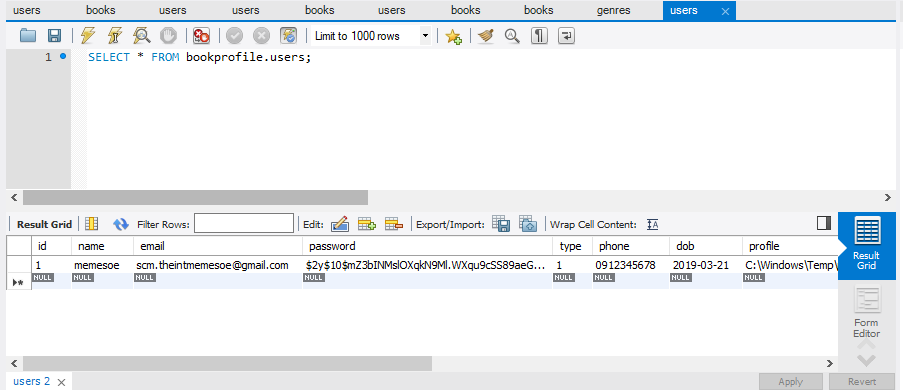 users books users books users books books genres users
Limit to 1000 rows
1 SELECT * FROM bookprofile.users;
Result Grid Filter Rows: Edit: Export/Import: Wrap Cell Content:
id name email password type phone dob profile
1 memesoe scm.theintmemesoe@gmail.com $2y$10$mZ3bINMslOXqkN9Ml.WXqu9cSS89aeG... 1 0912345678 2019-03-21 C:\Windows\Temp\
NULL NULL NULL NULL NULL NULL NULL NULL
Result
Grid
Form
Editor
users 2 Apply Revert